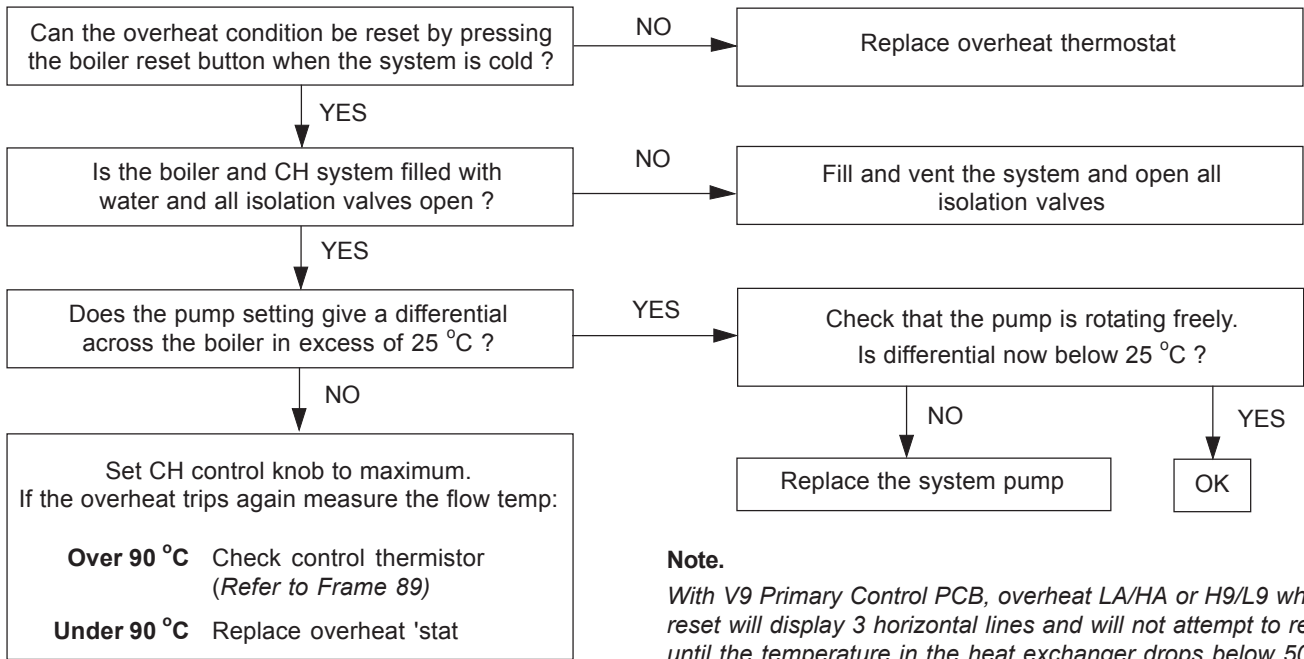 Can the overheat condition be reset by pressing
the boiler reset button when the system is cold ?
NO
Replace overheat thermostat
YES
Is the boiler and CH system filled with
water and all isolation valves open ?
NO
Fill and vent the system and open all
isolation valves
YES
Does the pump setting give a differential
across the boiler in excess of 25 °C ?
YES
Check that the pump is rotating freely.
Is differential now below 25 °C ?
NO
NO
YES
Set CH control knob to maximum.
If the overheat trips again measure the flow temp:
Over 90 °C Check control thermistor
(Refer to Frame 89)
Under 90 °C Replace overheat 'stat
Replace the system pump
OK
Note.
With V9 Primary Control PCB, overheat LA/HA or H9/L9
reset will display 3 horizontal lines and will not attempt to
until the temperature in the heat exchanger drops below